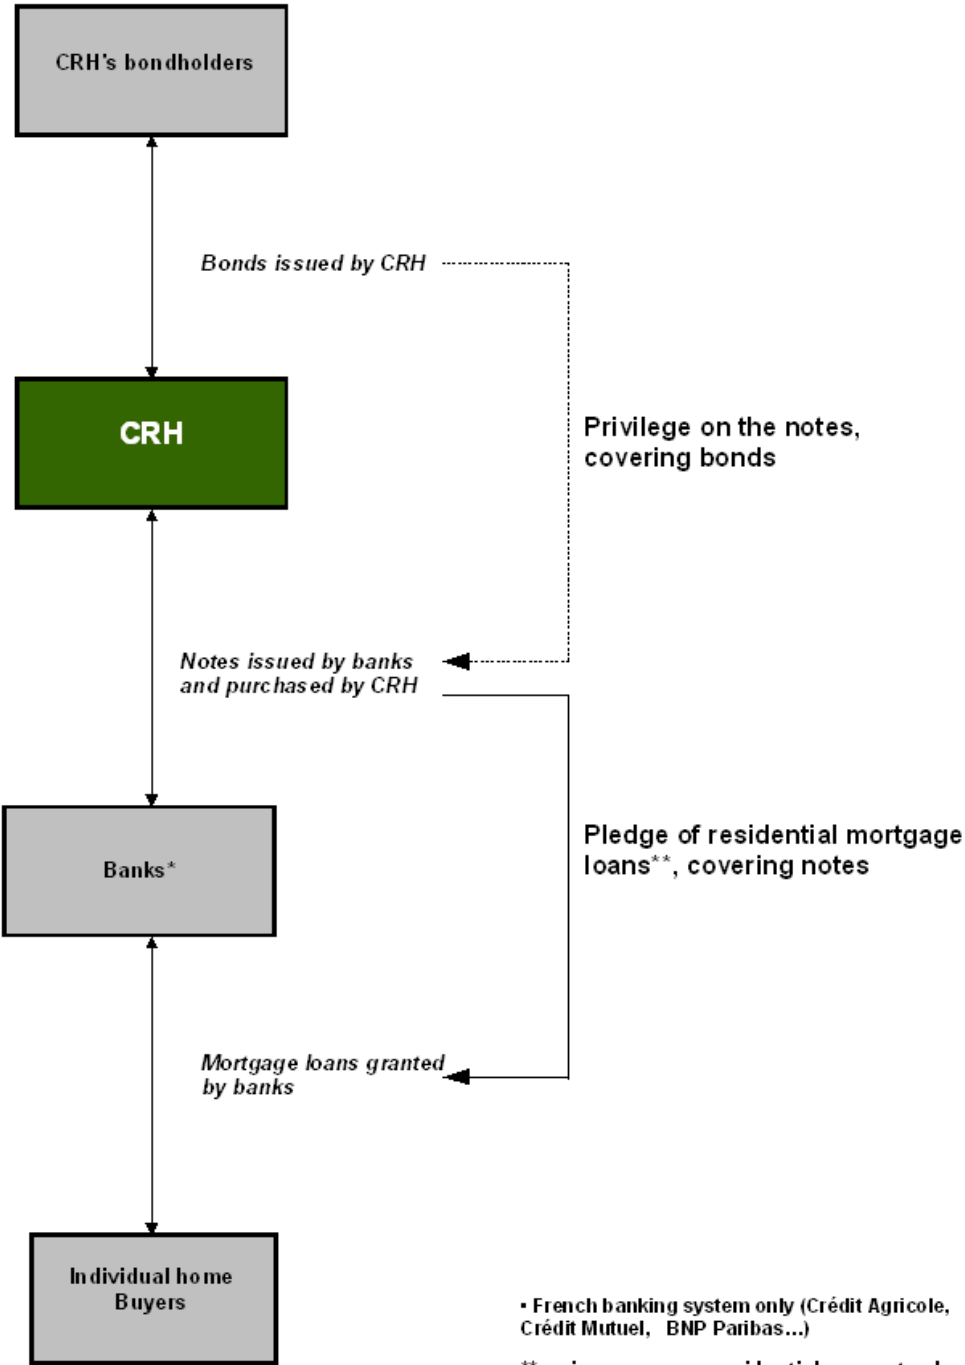 CRH's bondholders
Bonds issued by CRH
CRH
Privilege on the notes,
covering bonds
Notes issued by banks
and purchased by CRH
Banks*
Pledge of residential mortgage
loans**, covering notes
Mortgage loans granted
by banks
Individual home
Buyers
▪ French banking system only (Crédit Agricole,
Crédit Mutuel, BNP Paribas...)
**